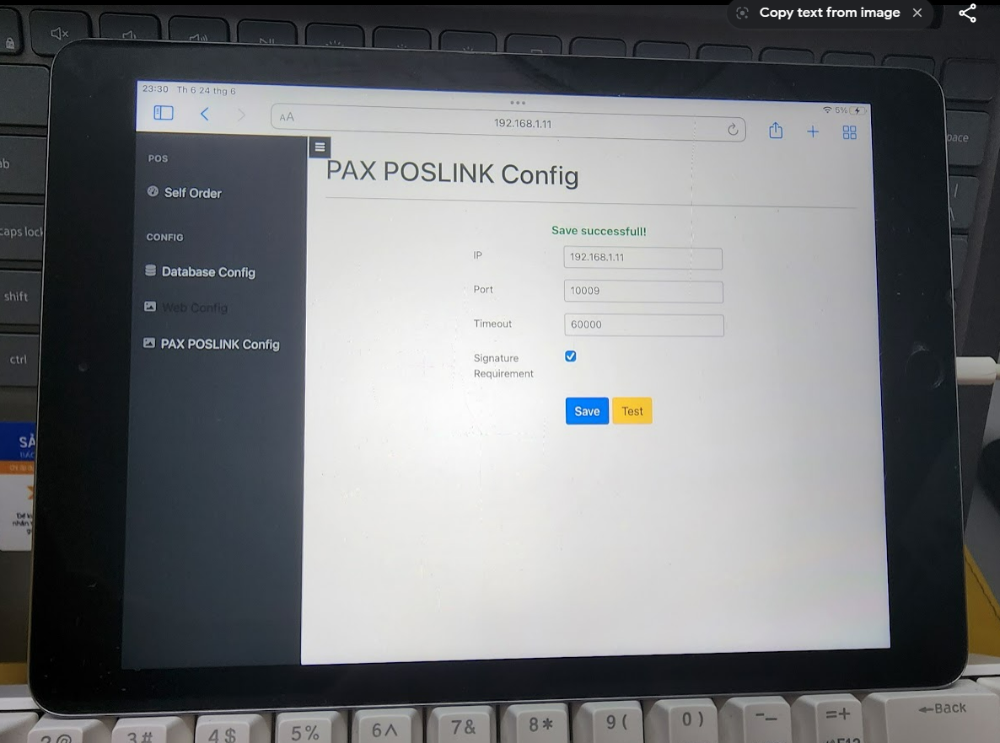 Copy text from image
23:30 Th 6 24 thg 6
5%
AA
192.168.1.11
POS
Self Order
CONFIG
Database Config
Web Config
PAX POSLINK Config
PAX POSLINK Config
Save successfull!
IP
192.168.1.11
Port
10009
Timeout
60000
Signature
Requirement
Save
Test
caps lock
shift
ctrl
SÀ
3#
4$
5%
6^
7&
8*
9(
0)
=+
←Back